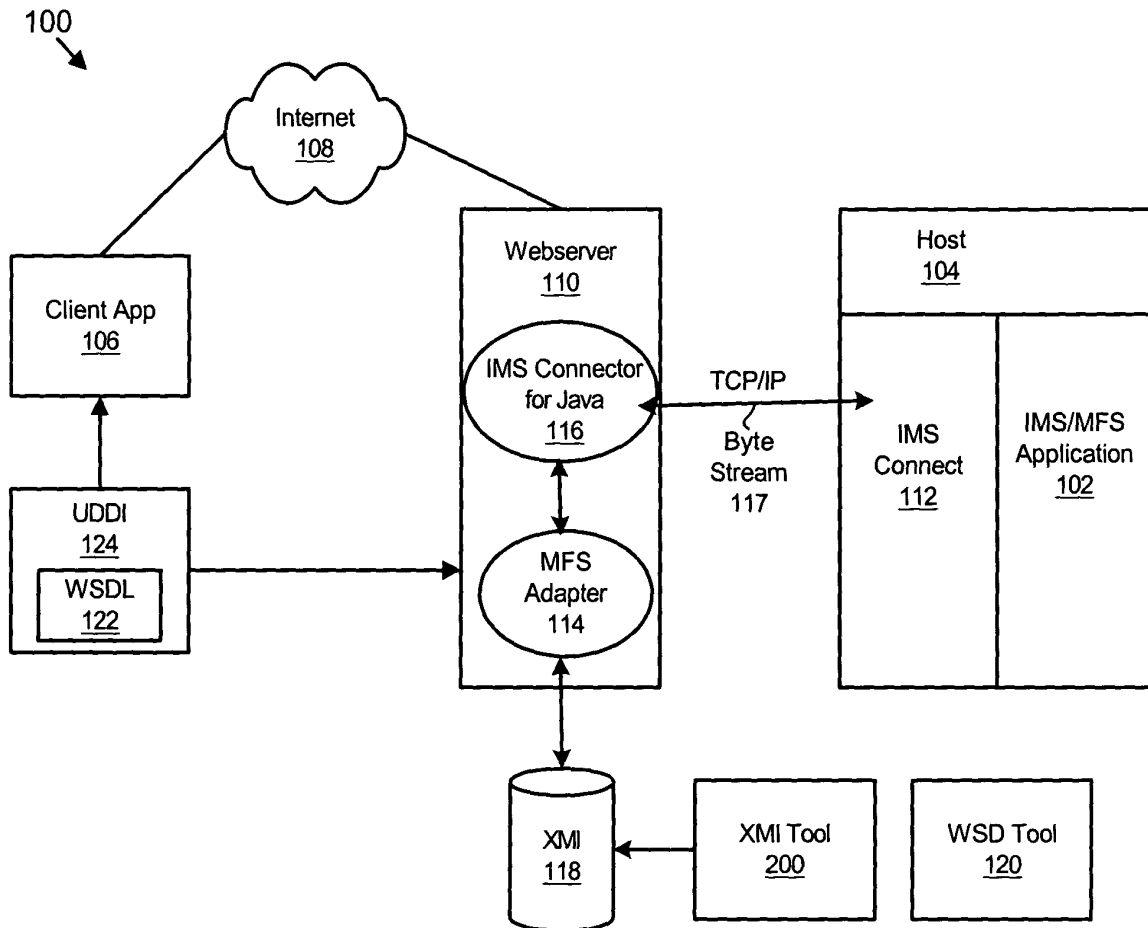 100
Internet
108
Webserver
110
Host
104
Client App
106
IMS Connector
for Java
116
TCP/IP
Byte
Stream
117
IMS
Connect
112
IMS/MFS
Application
102
UDDI
124
WSDL
122
MFS
Adapter
114
XMI
118
XMI Tool
200
WSD Tool
120